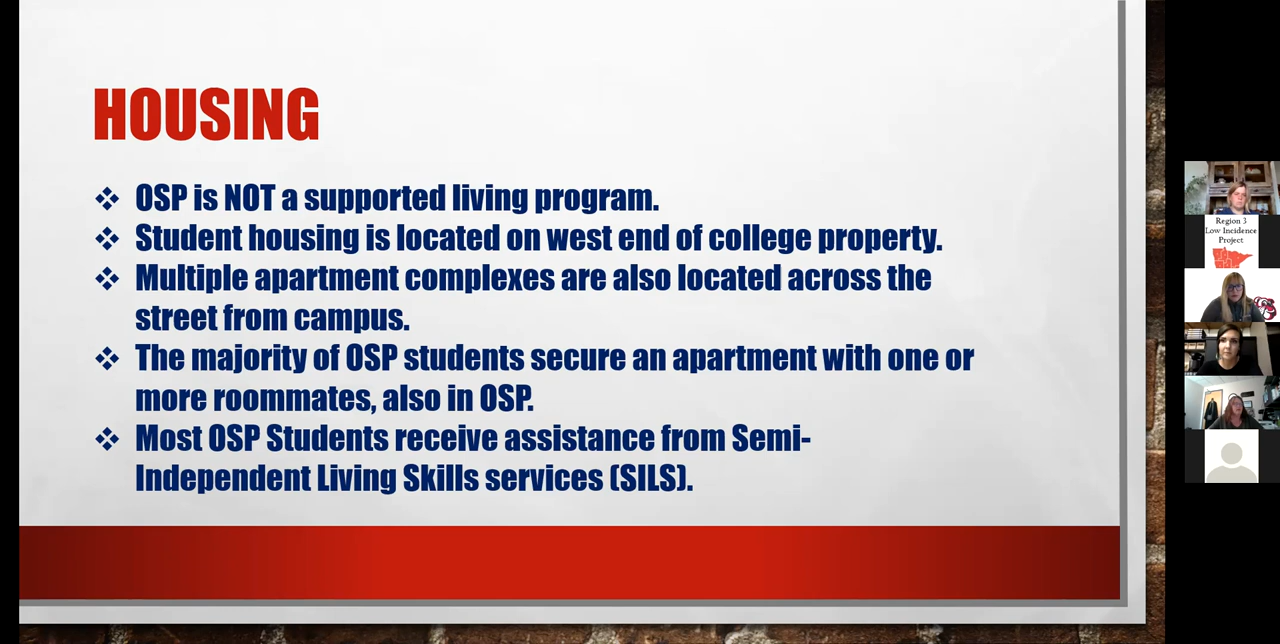 HOUSING
OSP is NOT a supported living program.
Student housing is located on west end of college property.
Multiple apartment complexes are also located across the
street from campus.
The majority of OSP students secure an apartment with one or
more roommates, also in OSP.
Most OSP Students receive assistance from Semi-
Independent Living Skills services (SILS).
Region 3
Low Incidence
Project